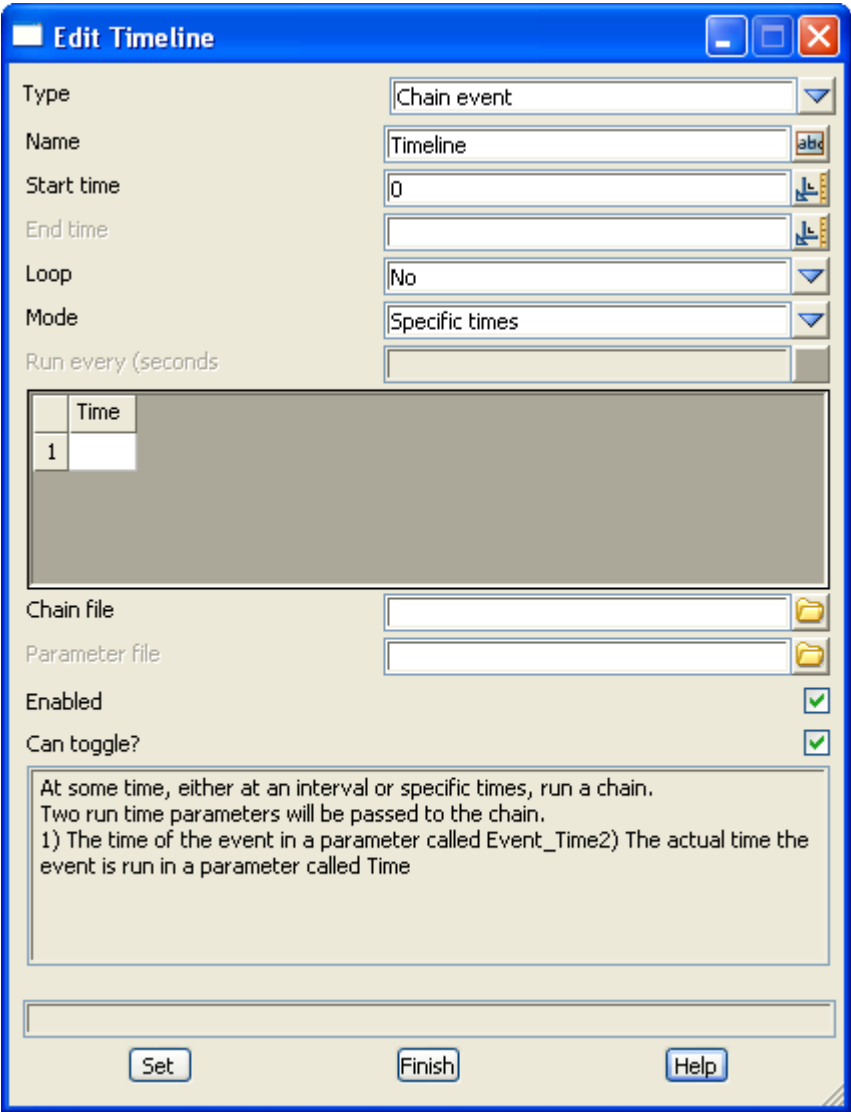 Edit Timeline
Type Chain event
Name Timeline abc
Start time 0
End time
Loop No
Mode Specific times
Run every (seconds
Time
1
Chain file
Parameter file
Enabled
Can toggle?
At some time, either at an interval or specific times, run a chain.
Two run time parameters will be passed to the chain.
1) The time of the event in a parameter called Event_Time2) The actual time the
event is run in a parameter called Time
Set Finish Help